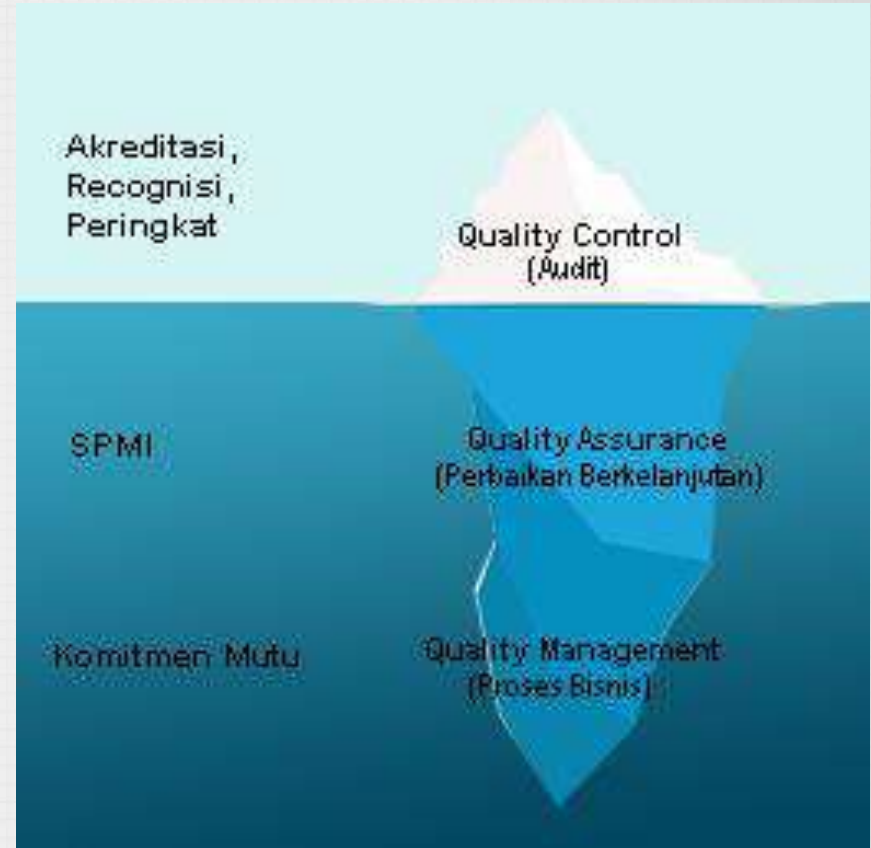 Akreditasi,
Recognisi,
Peringkat
Quality Control
(Audit)
SPMI
Quality Assurance
(Perbaikan Berkelanjutan)
Komitmen Mutu
Quality Management
(Proses Bisnis)